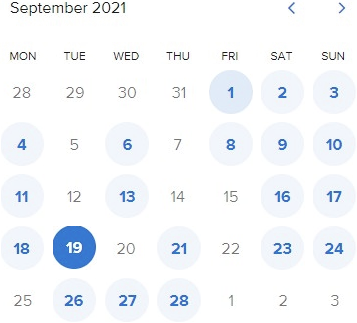 September 2021
MON TUE WED THU FRI SAT SUN
28 29 30 31 1 2 3
4 5 6 7 8 9 10
11 12 13 14 15 16 17
18 19 20 21 22 23 24
25 26 27 28 1 2 3